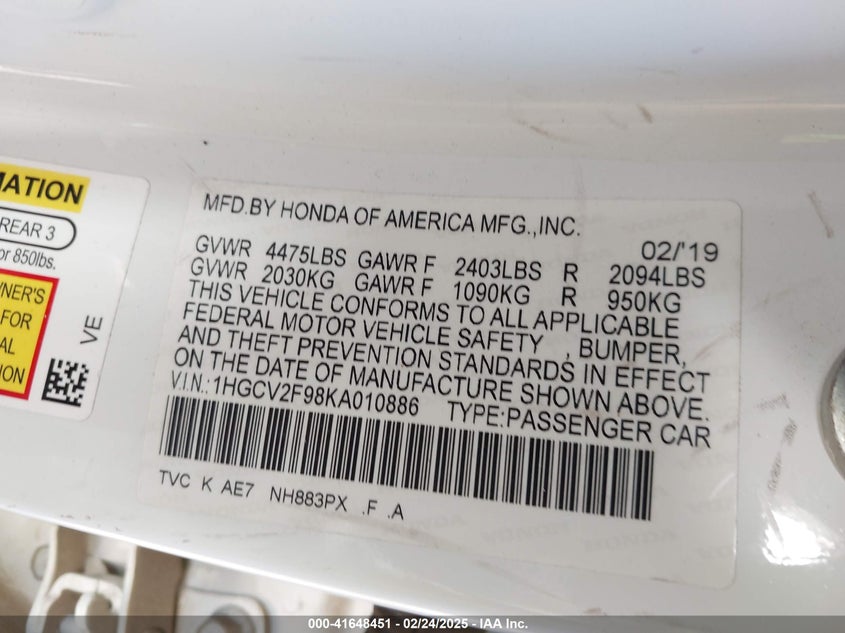 MATION
REAR 3
or 850lbs.
WNER'S
FOR
AL
TION
VE
MFD.BY HONDA OF AMERICA MFG.,INC.
02/'19
GVWR 4475LBS GAWR F 2403LBS R 2094LBS
GVWR 2030KG GAWR F 1090KG R 950KG
THIS VEHICLE CONFORMS TO ALL APPLICABLE
FEDERAL MOTOR VEHICLE SAFETY , BUMPER,
AND THEFT PREVENTION STANDARDS IN EFFECT
ON THE DATE OF MANUFACTURE SHOWN ABOVE.
V.I.N.:1HGCV2F98KA010886 TYPE:PASSENGER CAR
TVC K AE7 NH883PX .F .A
000-41648451 - 02/24/2025 - IAA Inc.